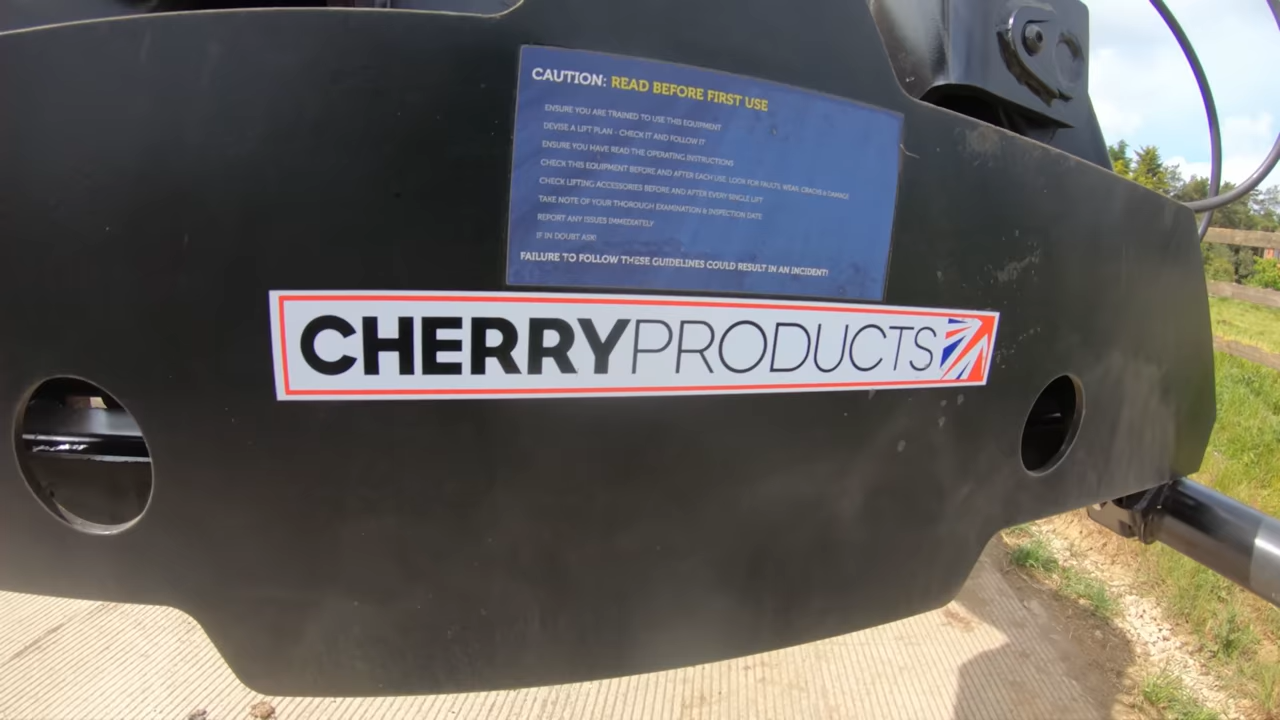 CAUTION: READ BEFORE FIRST USE
ENSURE YOU ARE TRAINED TO USE THIS EQUIPMENT
DEVISE A LIFT PLAN - CHECK IT AND FOLLOW IT
ENSURE YOU HAVE READ THE OPERATING INSTRUCTIONS
CHECK THIS EQUIPMENT BEFORE AND AFTER EACH USE. LOOK FOR FAULTS, WEAR, CRACKS & DAMAGE
CHECK LIFTING ACCESSORIES BEFORE AND AFTER EVERY SINGLE LIFT
TAKE NOTE OF YOUR THOROUGH EXAMINATION & INSPECTION DATE
REPORT ANY ISSUES IMMEDIATELY
IF IN DOUBT ASK!
FAILURE TO FOLLOW THESE GUIDELINES COULD RESULT IN AN INCIDENT!
CHERRYPRODUCTS